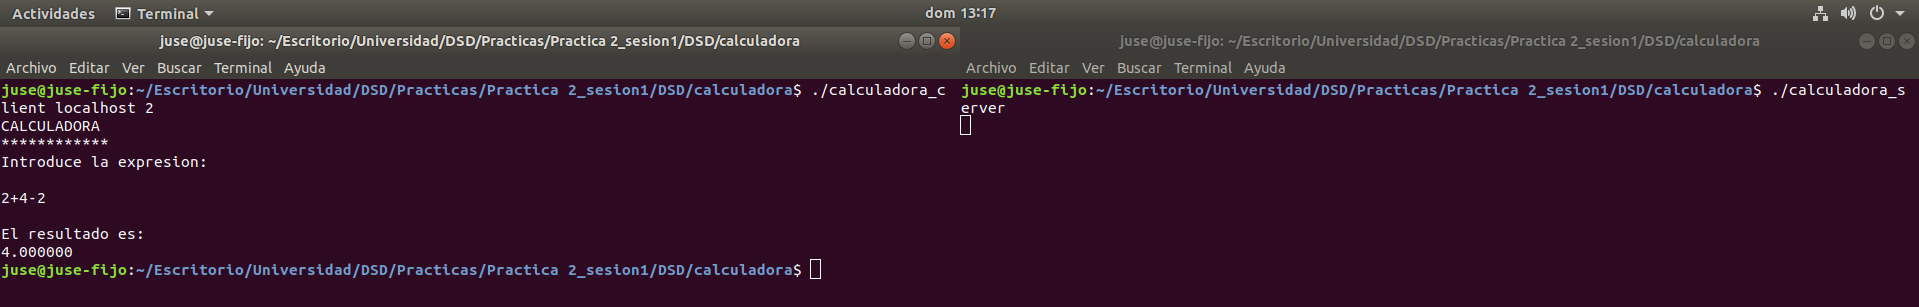 Actividades Terminal dom 13:17
juse@juse-fijo: ~/Escritorio/Universidad/DSD/Practicas/Practica 2_sesion1/DSD/calculadora
Archivo Editar Ver Buscar Terminal Ayuda
juse@juse-fijo:~/Escritorio/Universidad/DSD/Practicas/Practica 2_sesion1/DSD/calculadora$ ./calculadora_c
lient localhost 2
CALCULADORA
************
Introduce la expresion:
2+4-2
El resultado es:
4.000000
juse@juse-fijo:~/Escritorio/Universidad/DSD/Practicas/Practica 2_sesion1/DSD/calculadora$
juse@juse-fijo: ~/Escritorio/Universidad/DSD/Practicas/Practica 2_sesion1/DSD/calculadora
Archivo Editar Ver Buscar Terminal Ayuda
juse@juse-fijo:~/Escritorio/Universidad/DSD/Practicas/Practica 2_sesion1/DSD/calculadora$ ./calculadora_s
erver